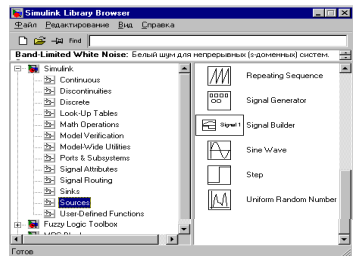 Simulink Library Browser
Файл Редактирование Вид Справка
Find
Band-Limited White Noise: Белый шум для непрерывных (s-доменных) систем.
Simulink
Continuous
Discontinuities
Discrete
Look-Up Tables
Math Operations
Model Verification
Model-Wide Utilities
Ports & Subsystems
Signal Attributes
Signal Routing
Sinks
Sources
User-Defined Functions
Fuzzy Logic Toolbox
Repeating Sequence
Signal Generator
Signal 1 Signal Builder
Sine Wave
Step
Uniform Random Number
Готов